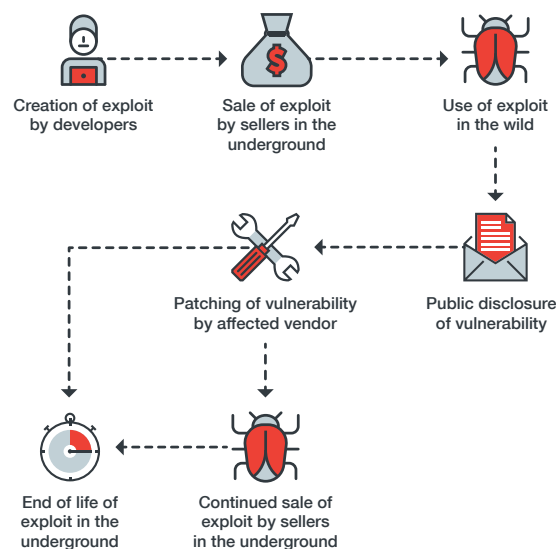 Creation of exploit
by developers
Sale of exploit
by sellers in the
underground
Use of exploit
in the wild
Patching of vulnerability
by affected vendor
Public disclosure
of vulnerability
End of life of
exploit in the
underground
Continued sale of
exploit by sellers
in the underground